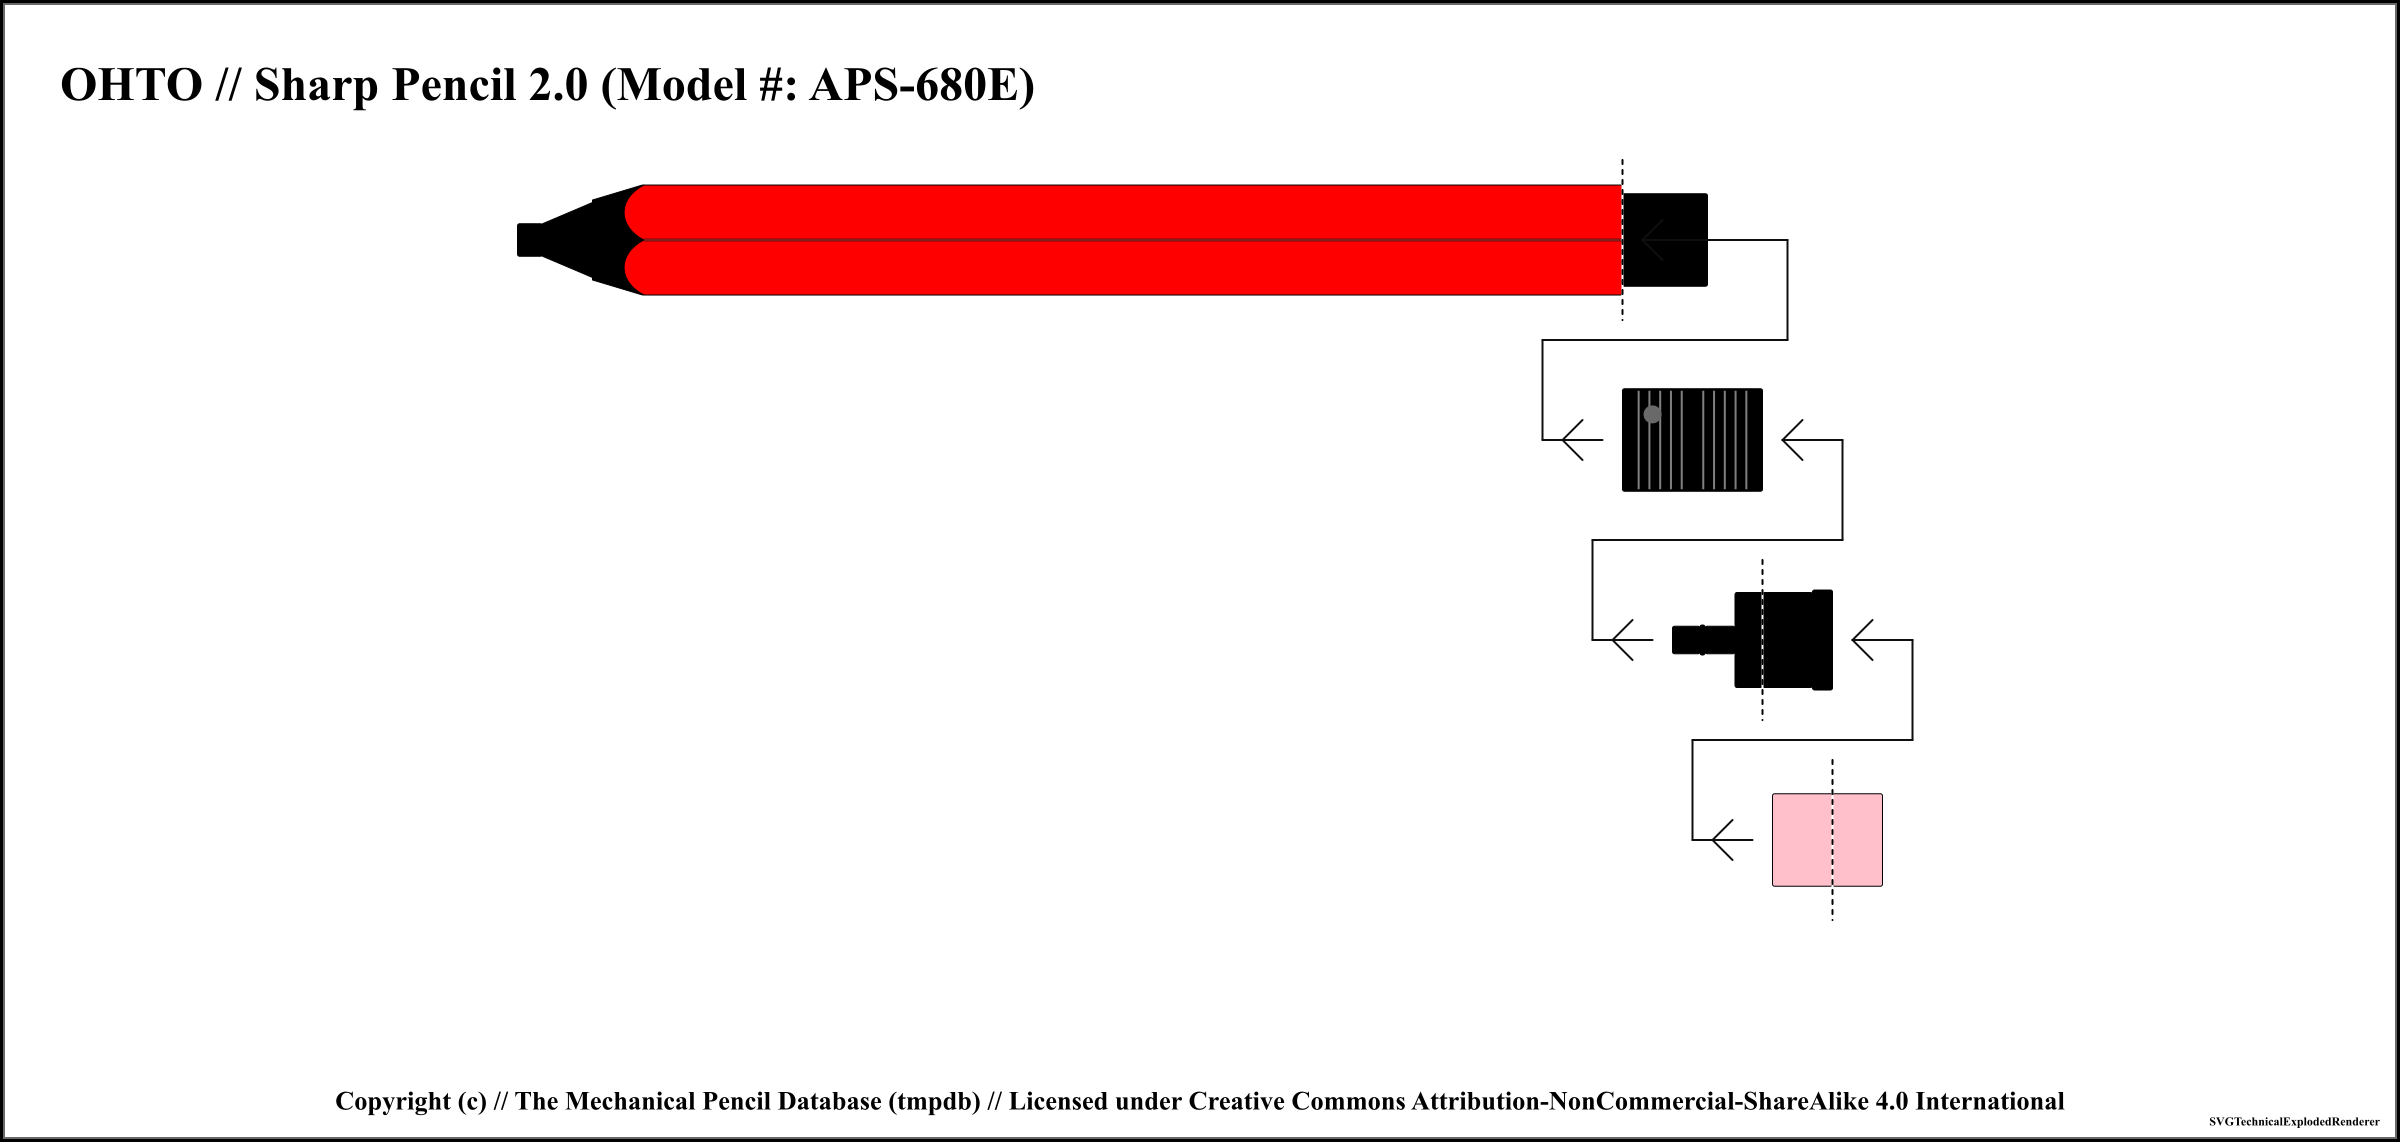 OHTO // Sharp Pencil 2.0 (Model #: APS-680E)
Copyright (c) // The Mechanical Pencil Database (tmpdb) // Licensed under Creative Commons Attribution-NonCommercial-ShareAlike 4.0 International
SVGTechnicalExplodedRenderer